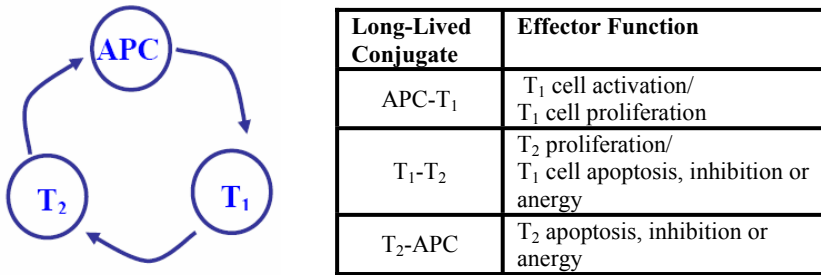 APC
T₂
T₁
Long-Lived
Conjugate
Effector Function
APC-T₁
T₁ cell activation/
T₁ cell proliferation
T₁-T₂
T₂ proliferation/
T₁ cell apoptosis, inhibition or
anergy
T₂-APC
T₂ apoptosis, inhibition or
anergy